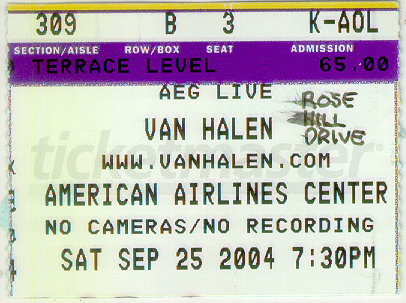 309 B 3 K-AOL
SECTION/AISLE ROW/BOX SEAT ADMISSION
TERRACE LEVEL 65.00
AEG LIVE
ROSE
HILL
DRIVE
VAN HALEN
ticketmaster®
WWW.VANHALEN.COM
AMERICAN AIRLINES CENTER
NO CAMERAS/NO RECORDING
SAT SEP 25 2004 7:30PM